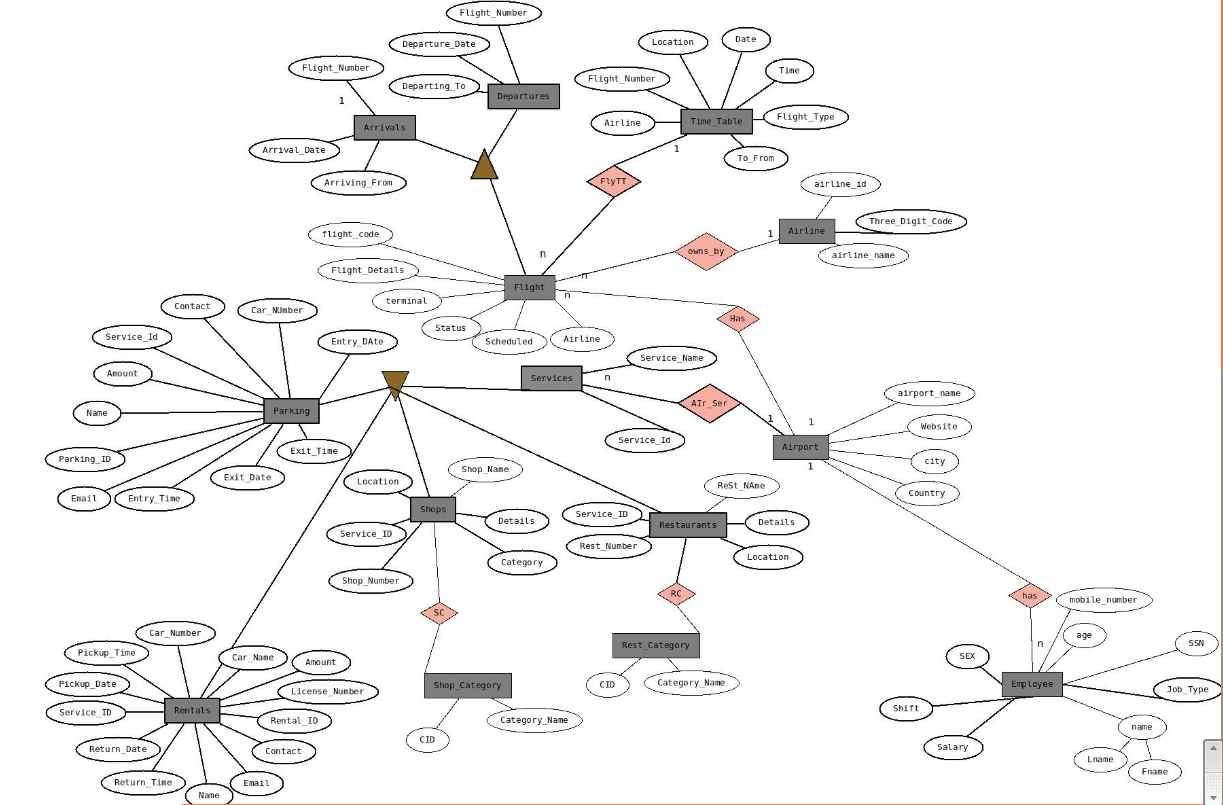 Flight_Number
Departure_Date
Location
Date
Flight_Number
Time
Flight_Number
Departing_To
Departures
1
Flight_Type
Arrivals
Airline
Time_Table
Arrival_Date
1
To_From
Arriving_From
FlyTT
airline_id
Three_Digit_Code
flight_code
1
Airline
n
owns_by
airline_name
Flight_Details
n
Flight
n
terminal
Contact
Car_NUmber
Has
Status
Service_Id
Scheduled
Airline
Entry_DAte
Service_Name
Amount
Services
n
airport_name
Name
Parking
AIr_Ser
1
1
Website
Service_Id
Airport
Exit_Time
Parking_ID
1
city
Shop_Name
Exit_Date
Location
ReSt_NAme
Country
Email
Entry_Time
Shops
Service_ID
Details
Restaurants
Details
Service_ID
Rest_Number
Location
Category
Shop_Number
RC
has
mobile_number
SC
Car_Number
age
n
SSN
Rest_Category
Pickup_Time
Car_Name
Amount
SEX
Pickup_Date
License_Number
Shop_Category
CID
Category_Name
Employee
Job_Type
Service_ID
Rentals
Rental_ID
Category_Name
Shift
name
Return_Date
Contact
CID
Salary
Lname
Fname
Return_Time
Email
Name